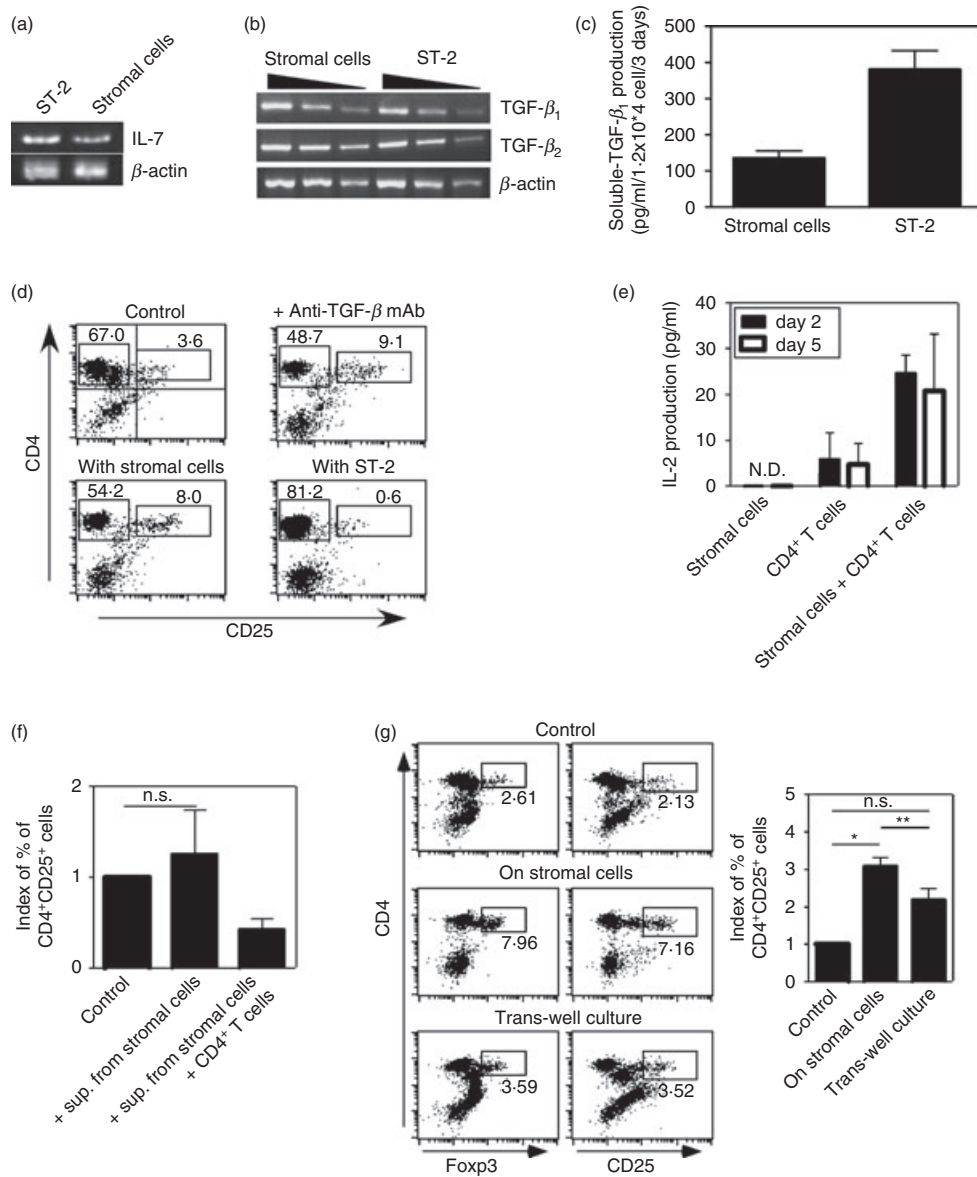 (a)
ST-2
Stromal cells
IL-7
β-actin
(b)
Stromal cells
ST-2
TGF-β₁
TGF-β₂
β-actin
(c)
Soluble-TGF-β₁ production
(pg/ml/1·2x10*4 cell/3 days)
500
400
300
200
100
0
Stromal cells
ST-2
(d)
Control
67·0
3·6
+ Anti-TGF-β mAb
48·7
9·1
With stromal cells
54·2
8·0
With ST-2
81·2
0·6
CD4
CD25
(e)
IL-2 production (pg/ml)
40
30
20
10
0
day 2
day 5
N.D.
Stromal cells
CD4⁺ T cells
Stromal cells + CD4⁺ T cells
(f)
Index of % of
CD4⁺CD25⁺ cells
2
1
0
n.s.
Control
+ sup. from stromal cells
+ sup. from stromal cells
+ CD4⁺ T cells
(g)
Control
2·61
2·13
On stromal cells
7·96
7·16
Trans-well culture
3·59
3·52
CD4
Foxp3
CD25
Index of % of
CD4⁺CD25⁺ cells
5
4
3
2
1
0
n.s.
*
**
Control
On stromal cells
Trans-well culture